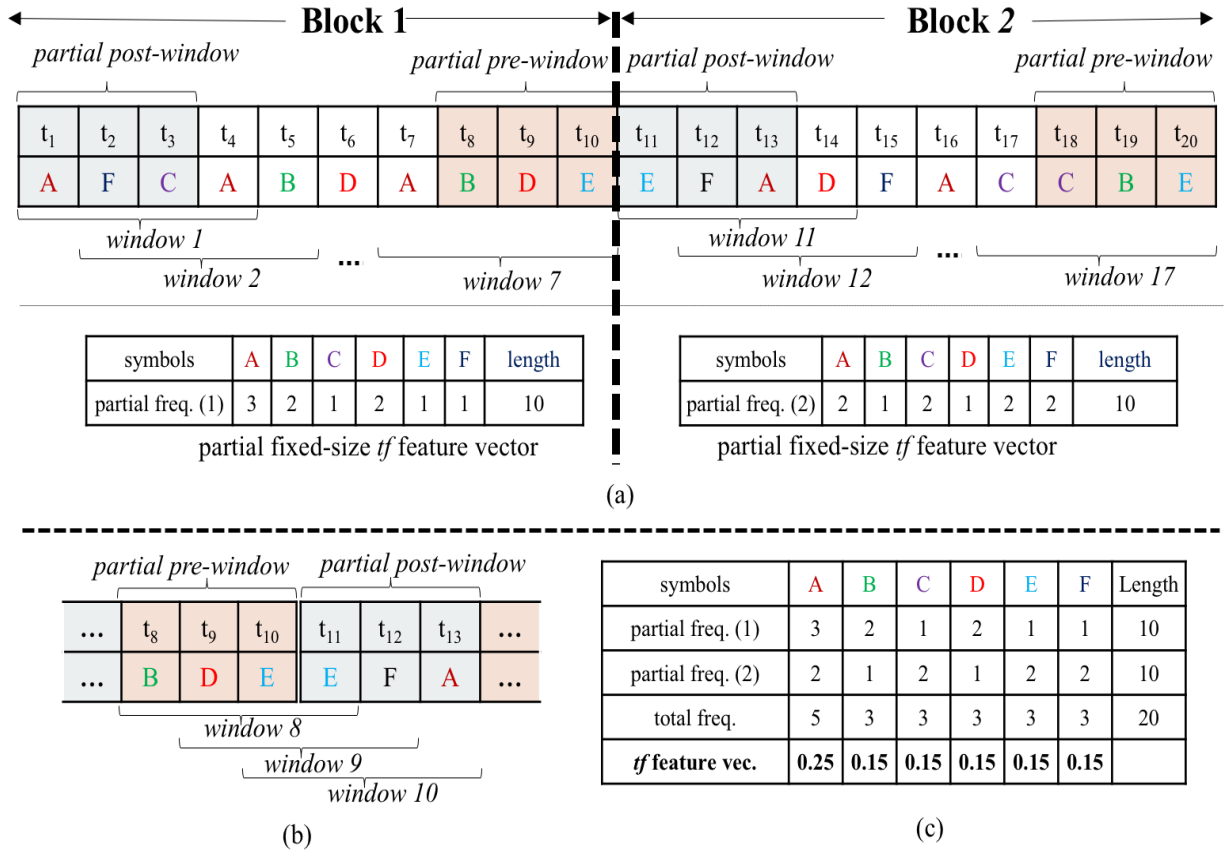 Block 1 Block 2
partial post-window partial pre-window partial post-window partial pre-window
t1 t2 t3 t4 t5 t6 t7 t8 t9 t10 t11 t12 t13 t14 t15 t16 t17 t18 t19 t20
A F C A B D A B D E E F A D F A C C B E
window 1 window 11
window 2 ... window 7 window 12 ... window 17
symbols A B C D E F length
partial freq. (1) 3 2 1 2 1 1 10
partial fixed-size tf feature vector
symbols A B C D E F length
partial freq. (2) 2 1 2 1 2 2 10
partial fixed-size tf feature vector
(a)
partial pre-window partial post-window
... t8 t9 t10 t11 t12 t13 ...
... B D E E F A ...
window 8
window 9
window 10
(b)
symbols A B C D E F Length
partial freq. (1) 3 2 1 2 1 1 10
partial freq. (2) 2 1 2 1 2 2 10
total freq. 5 3 3 3 3 3 20
tf feature vec. 0.25 0.15 0.15 0.15 0.15 0.15
(c)